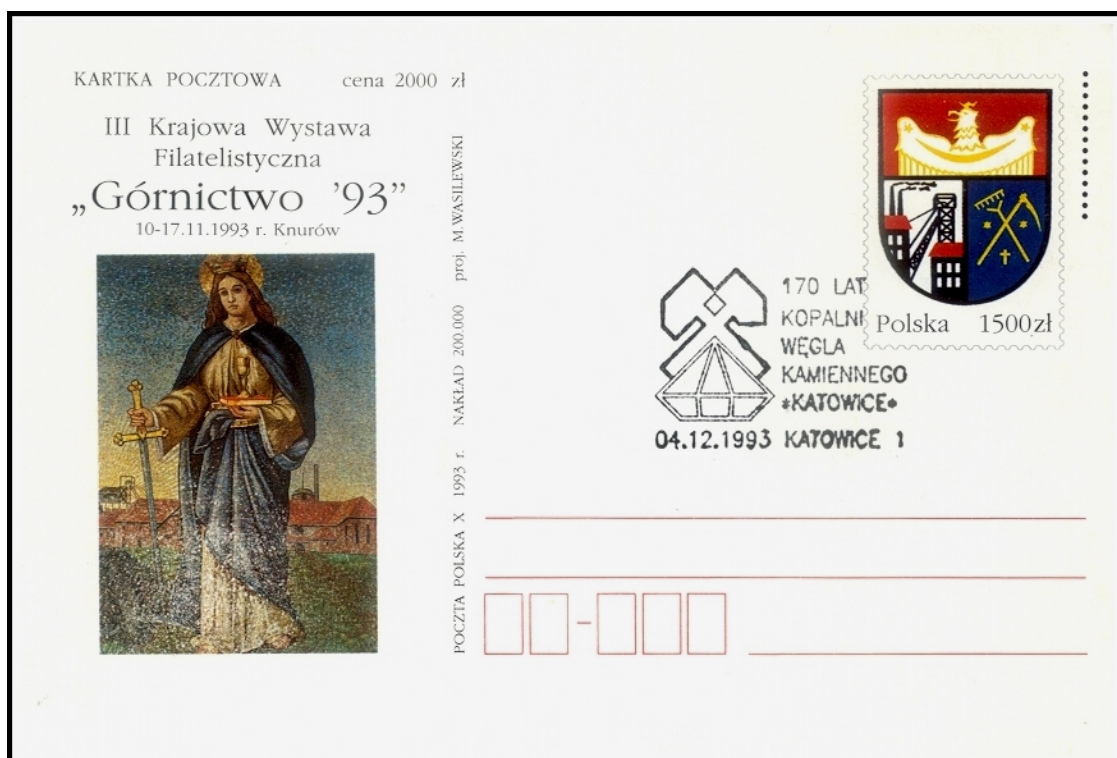 KARTKA POCZTOWA cena 2000 zł
III Krajowa Wystawa
Filatelistyczna
„Górnictwo '93”
10-17.11.1993 r. Knurów
POCZTA POLSKA X 1993 r. NAKŁAD 200.000 proj. M.WASILEWSKI
Polska 1500zł
170 LAT
KOPALNI
WĘGLA
KAMIENNEGO
*KATOWICE*
04.12.1993 KATOWICE 1